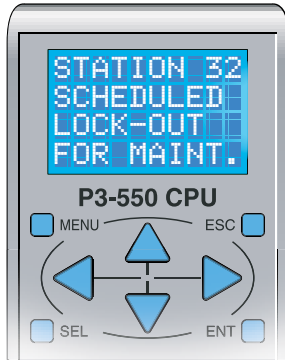 STATION 32
SCHEDULED
LOCK-OUT
FOR MAINT.
P3-550 CPU
MENU ESC
SEL ENT